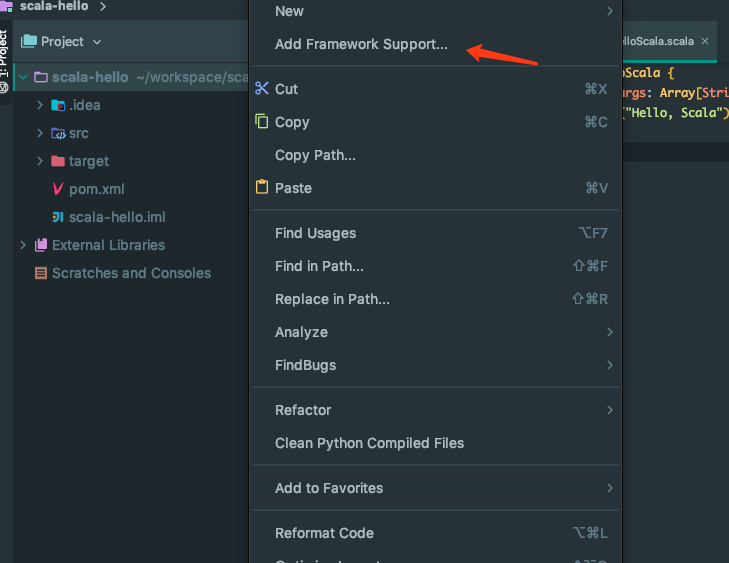 scala-hello
New
Project
Add Framework Support...
lloScala.scala
1: Project
scala-hello ~/workspace/sca
Scala {
args: Array[Stri
("Hello, Scala")
.idea
src
target
pom.xml
scala-hello.iml
External Libraries
Scratches and Consoles
Cut ⌘X
Copy ⌘C
Copy Path...
Paste ⌘V
Find Usages ⌥F7
Find in Path... ⇧⌘F
Replace in Path... ⇧⌘R
Analyze
FindBugs
Refactor
Clean Python Compiled Files
Add to Favorites
Reformat Code ⌥⌘L